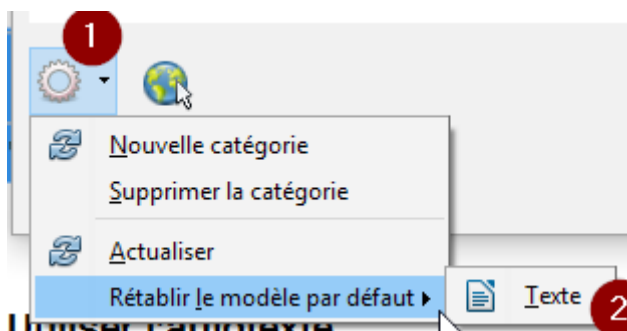 1
Nouvelle catégorie
Supprimer la catégorie
Actualiser
Rétablir le modèle par défaut
Texte
2